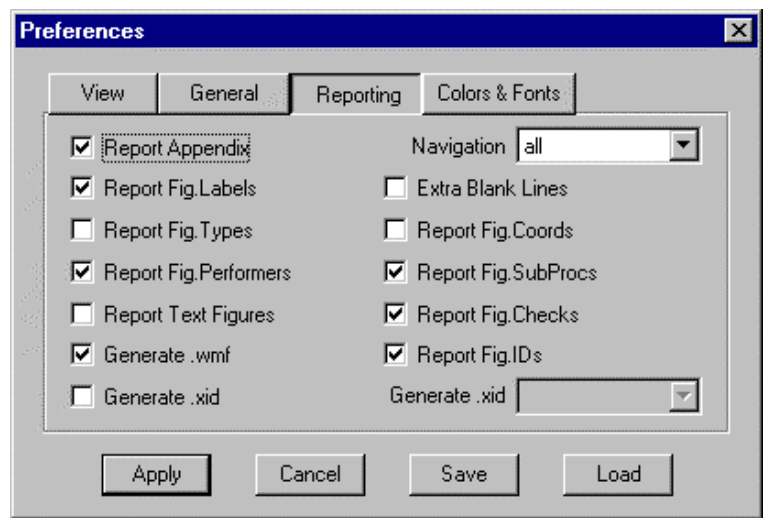 Preferences
View General Reporting Colors & Fonts
Report Appendix Navigation all
Report Fig.Labels Extra Blank Lines
Report Fig.Types Report Fig.Coords
Report Fig.Performers Report Fig.SubProcs
Report Text Figures Report Fig.Checks
Generate .wmf Report Fig.IDs
Generate .xid Generate .xid
Apply Cancel Save Load